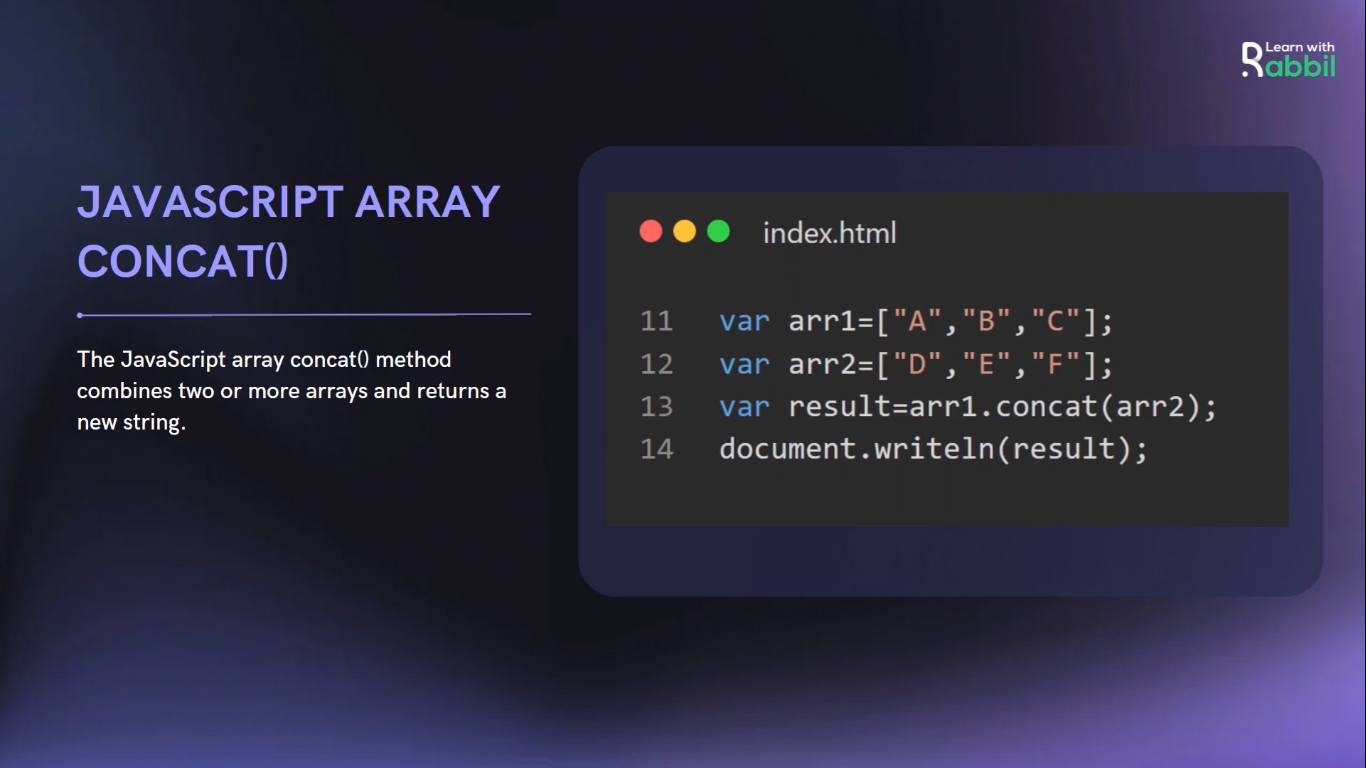 Learn with
Rabbil
JAVASCRIPT ARRAY
CONCAT()
The JavaScript array concat() method
combines two or more arrays and returns a
new string.
index.html
11 var arr1=["A","B","C"];
12 var arr2=["D","E","F"];
13 var result=arr1.concat(arr2);
14 document.writeln(result);